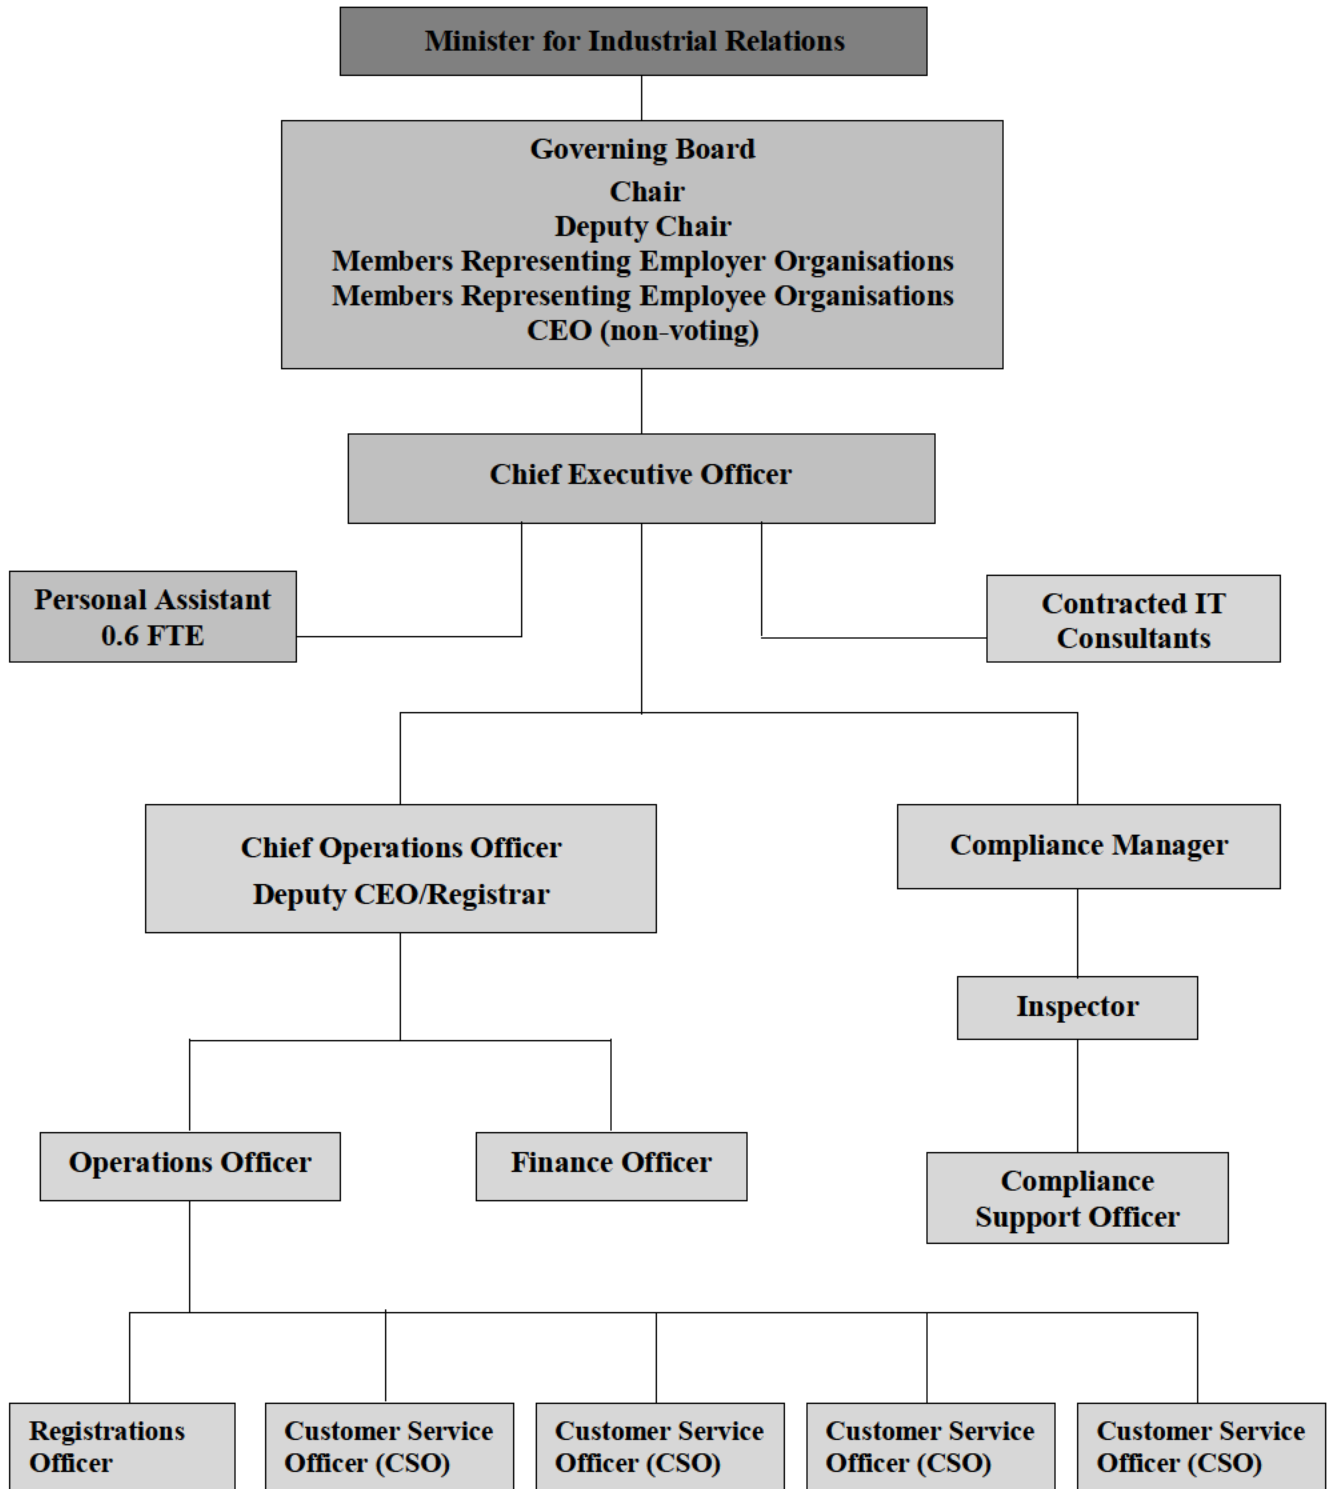 Minister for Industrial Relations
Governing Board
Chair
Deputy Chair
Members Representing Employer Organisations
Members Representing Employee Organisations
CEO (non-voting)
Chief Executive Officer
Personal Assistant
0.6 FTE
Contracted IT
Consultants
Chief Operations Officer
Deputy CEO/Registrar
Compliance Manager
Inspector
Operations Officer
Finance Officer
Compliance
Support Officer
Registrations
Officer
Customer Service
Officer (CSO)
Customer Service
Officer (CSO)
Customer Service
Officer (CSO)
Customer Service
Officer (CSO)